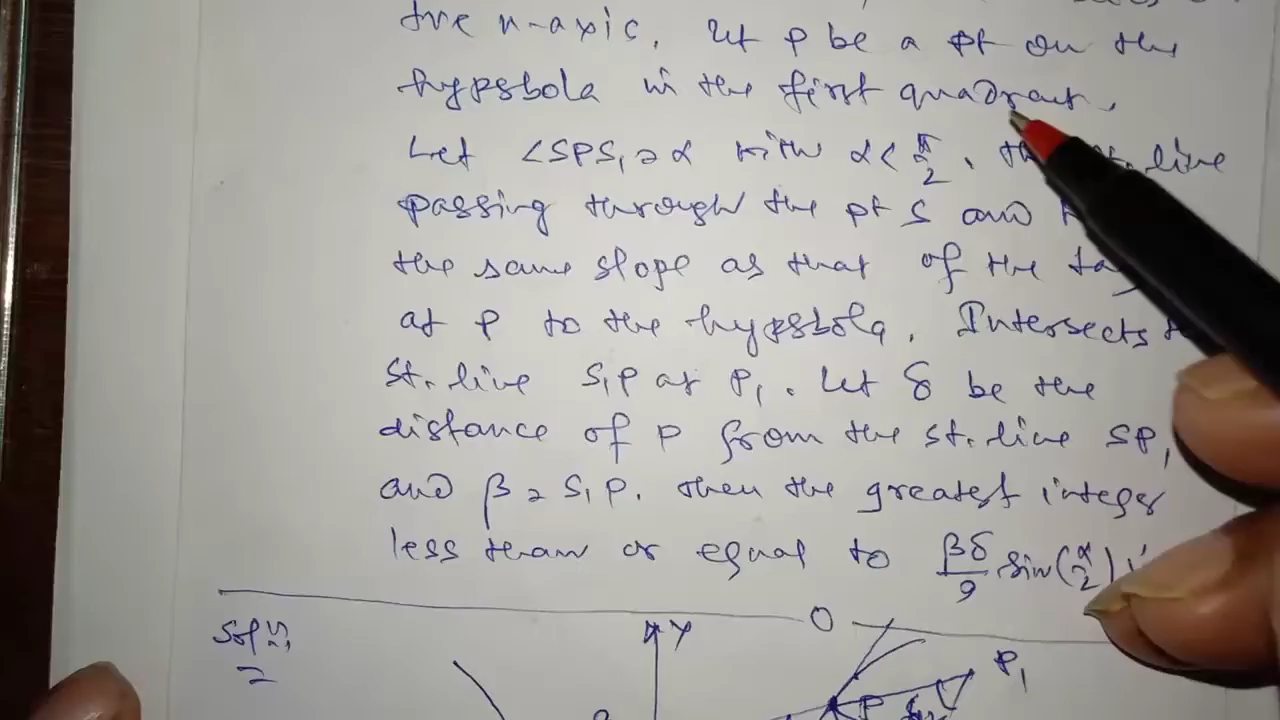 tve x-axis. Let P be a pt on the
hyperbola in the first quadrant.
Let <SPS₁ = α with α < π/2. The st. line
passing through the pt S and
the same slope as that of the
at P to the hyperbola. Intersects
st. line S₁P at P₁. Let δ be the
distance of P from the st. line SP₁
and β = S₁P. then the greatest integer
less than or equal to βδ/9 sin(α/2)
Solⁿ:
Y
P₁
P